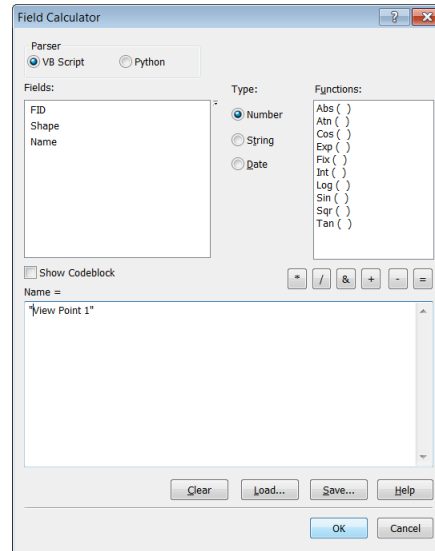 Field Calculator
Parser
VB Script Python
Fields: Type: Functions:
FID
Shape
Name
Number
String
Date
Abs ( )
Atn ( )
Cos ( )
Exp ( )
Fix ( )
Int ( )
Log ( )
Sin ( )
Sqr ( )
Tan ( )
Show Codeblock
* / & + - =
Name =
"View Point 1"
Clear Load... Save... Help
OK Cancel